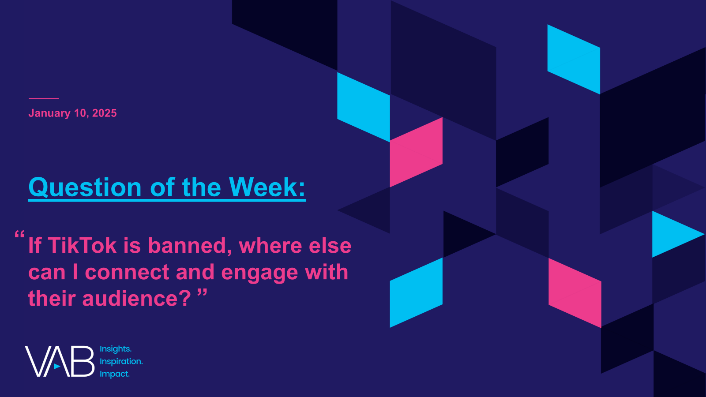 January 10, 2025
Question of the Week:
“If TikTok is banned, where else
can I connect and engage with
their audience?”
VAB
Insights.
Inspiration.
Impact.